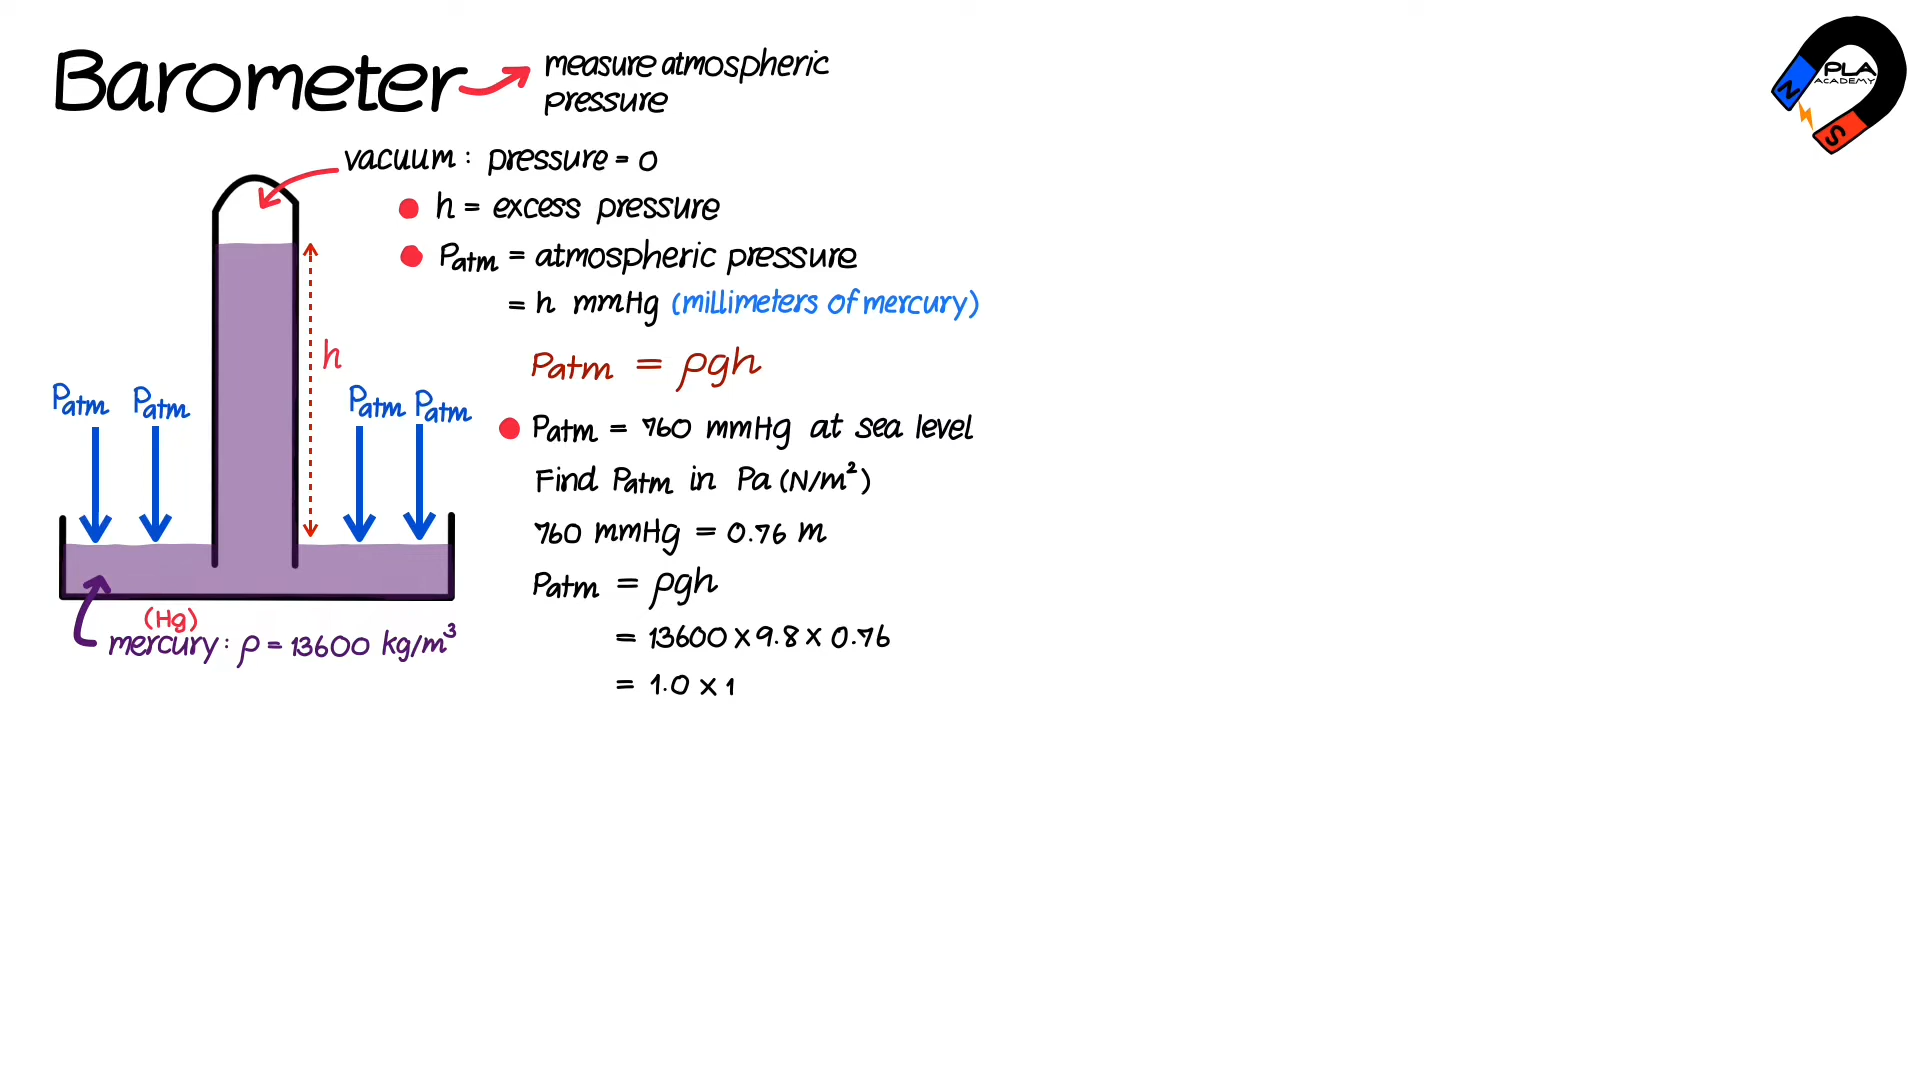 Barometer
measure atmospheric
pressure
PLA
ACADEMY
N
S
vacuum : pressure = 0
h = excess pressure
Patm = atmospheric pressure
= h mmHg (millimeters of mercury)
h
Patm = ρgh
Patm Patm Patm Patm
Patm = 760 mmHg at sea level
Find Patm in Pa (N/m²)
760 mmHg = 0.76 m
Patm = ρgh
(Hg)
mercury : ρ = 13600 kg/m³
= 13600 x 9.8 x 0.76
= 1.0 x 1